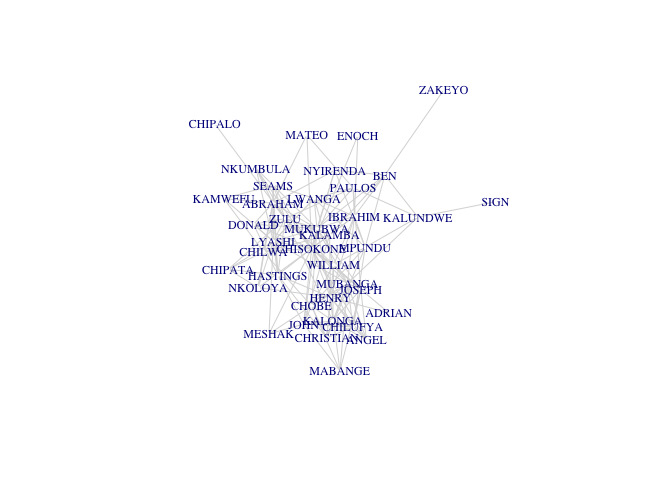 ZAKEYO
CHIPALO
MATEO
ENOCH
NKUMBULA
NYIRENDA
BEN
SEAMS
PAULOS
KAMWEFU
LWANGA
ABRAHAM
SIGN
ZULU
IBRAHIM
KALUNDWE
DONALD
MUKUBWA
KALAMBA
LYASHI
CHISOKONE
MPUNDU
CHILWA
WILLIAM
CHIPATA
HASTINGS
MUBANGA
NKOLOYA
JOSEPH
HENRY
CHOBE
ADRIAN
KALONGA
JOHN
CHILUFYA
MESHAK
CHRISTIAN
ANGEL
MABANGE